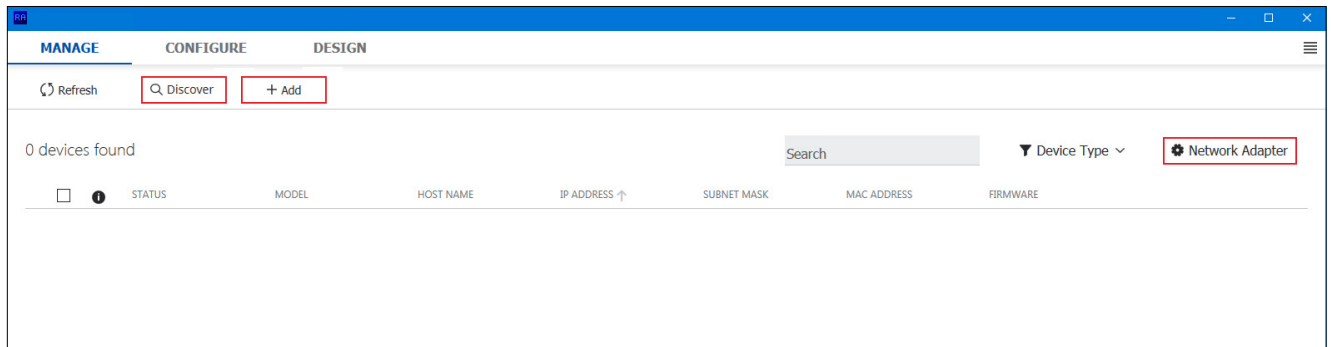 RA
MANAGE CONFIGURE DESIGN
Refresh Discover + Add
0 devices found Search Device Type Network Adapter
STATUS MODEL HOST NAME IP ADDRESS SUBNET MASK MAC ADDRESS FIRMWARE